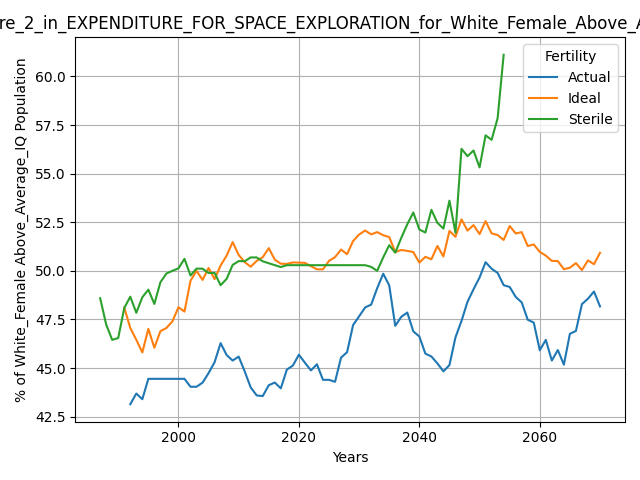 re_2_in_EXPENDITURE_FOR_SPACE_EXPLORATION_for_White_Female_Above_A
Fertility
Actual
Ideal
Sterile
% of White_Female Above_Average_IQ Population
60.0
57.5
55.0
52.5
50.0
47.5
45.0
42.5
2000
2020
2040
2060
Years